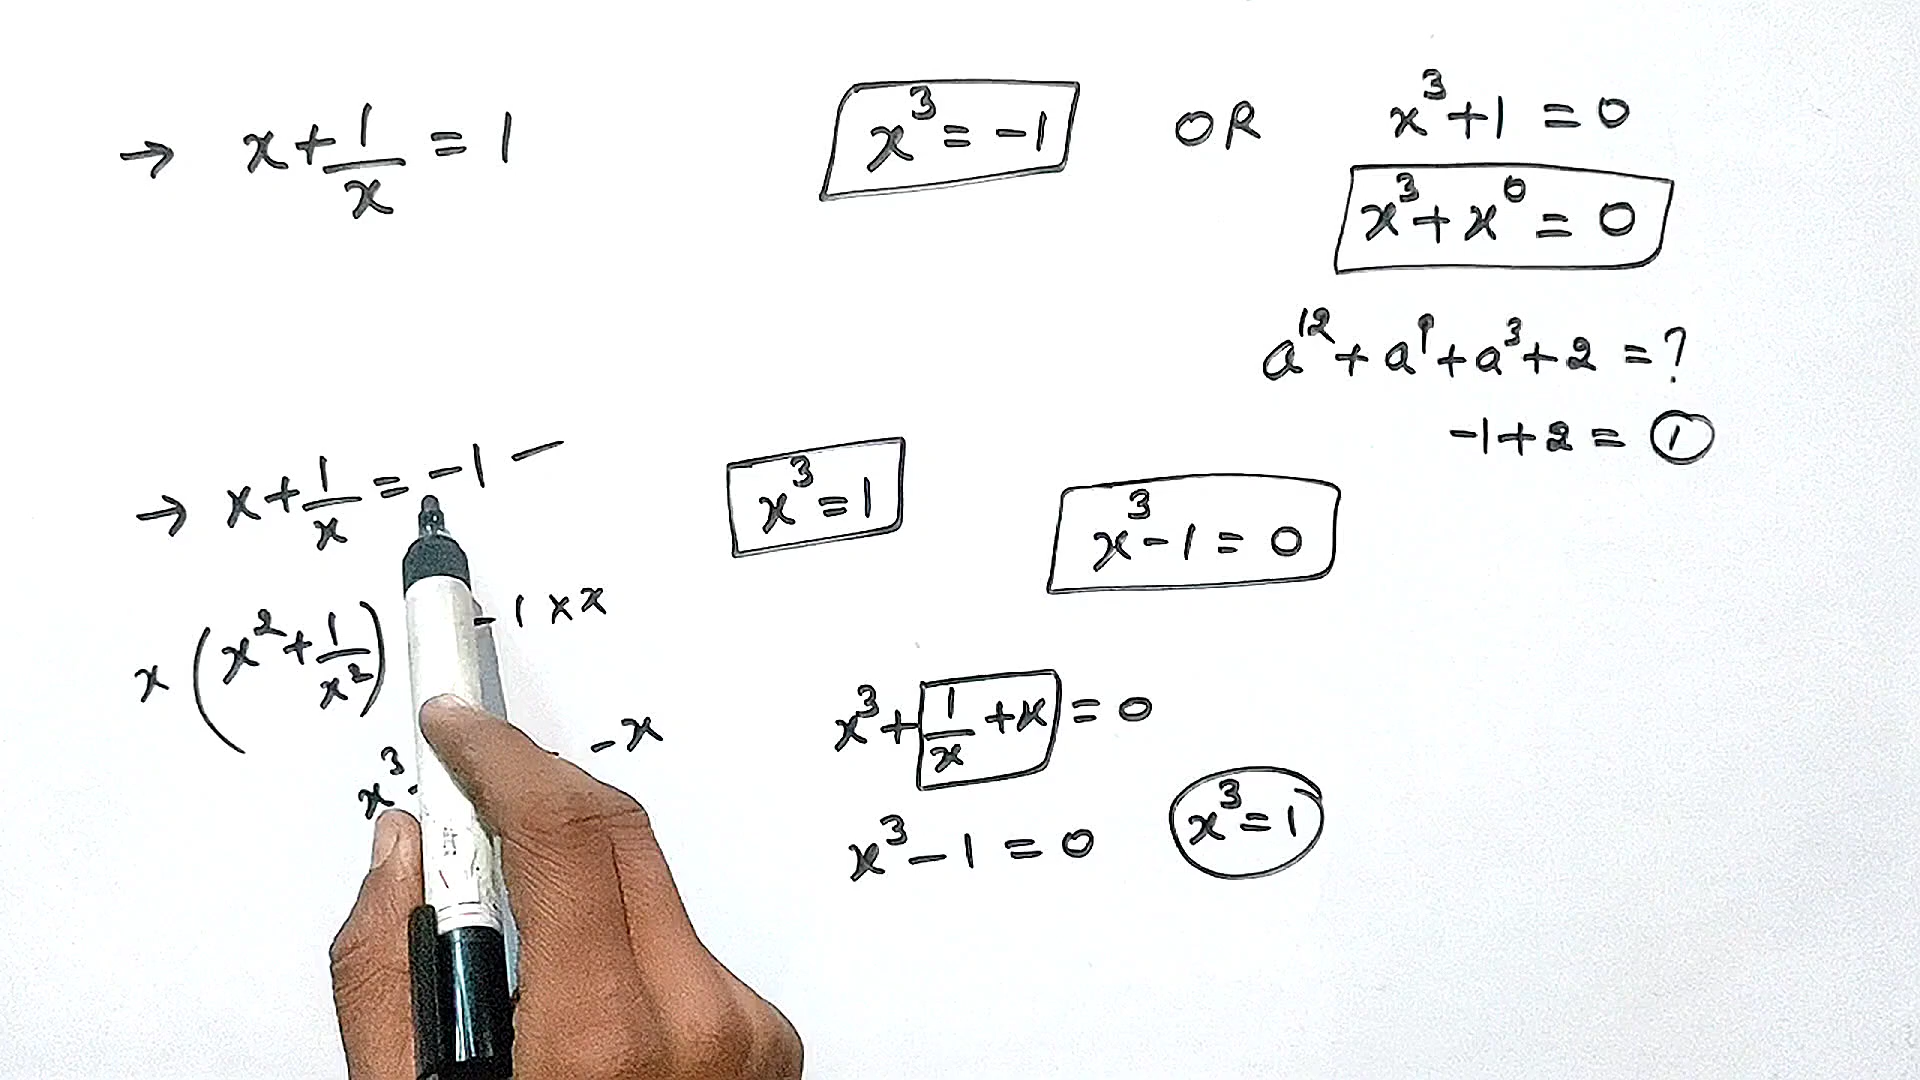 → x + 1/x = 1
x³ = -1 OR x³ + 1 = 0
x³ + x⁰ = 0
a¹² + a⁹ + a³ + 2 = ?
-1 + 2 = 1
→ x + 1/x = -1 -
x³ = 1
x³ - 1 = 0
x (x² + 1/x²) - 1 × x
x³ - x
x³ + 1/x + x = 0
x³ - 1 = 0
x³ = 1